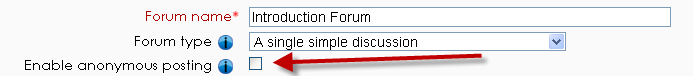 Forum name* Introduction Forum
Forum type A single simple discussion
Enable anonymous posting